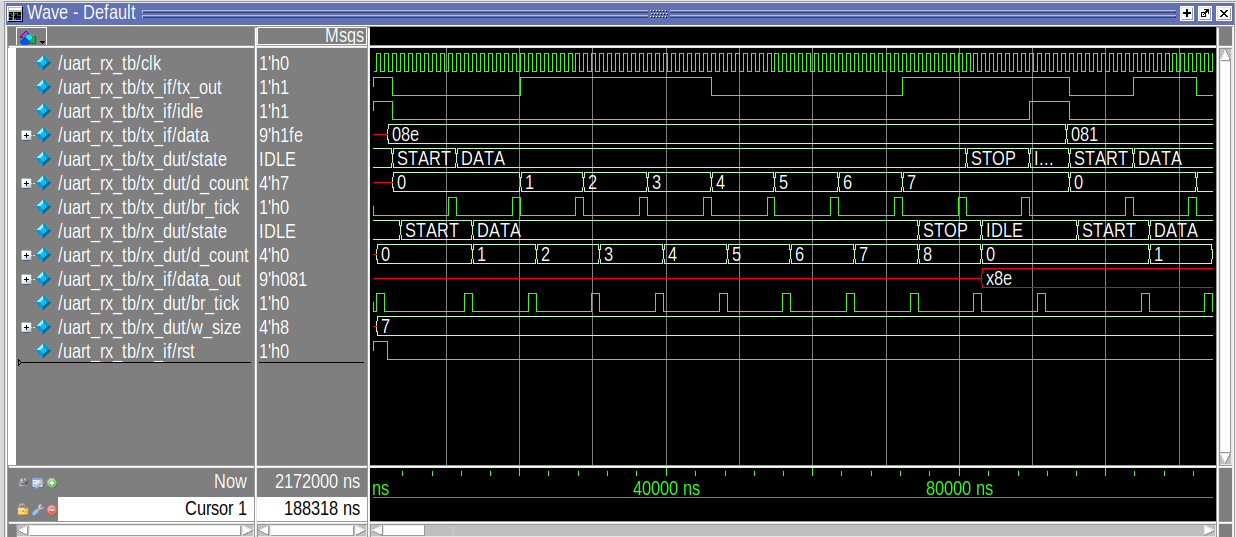 Wave - Default
Msgs
/uart_rx_tb/clk 1'h0
/uart_rx_tb/tx_if/tx_out 1'h1
/uart_rx_tb/tx_if/idle 1'h1
/uart_rx_tb/tx_if/data 9'h1fe 08e 081
/uart_rx_tb/tx_dut/state IDLE START DATA STOP I... START DATA
/uart_rx_tb/tx_dut/d_count 4'h7 0 1 2 3 4 5 6 7 0
/uart_rx_tb/tx_dut/br_tick 1'h0
/uart_rx_tb/rx_dut/state IDLE START DATA STOP IDLE START DATA
/uart_rx_tb/rx_dut/d_count 4'h0 0 1 2 3 4 5 6 7 8 0 1
/uart_rx_tb/rx_if/data_out 9'h081 x8e
/uart_rx_tb/rx_dut/br_tick 1'h0
/uart_rx_tb/rx_dut/w_size 4'h8 7
/uart_rx_tb/rx_if/rst 1'h0
Now 2172000 ns ns 40000 ns 80000 ns
Cursor 1 188318 ns